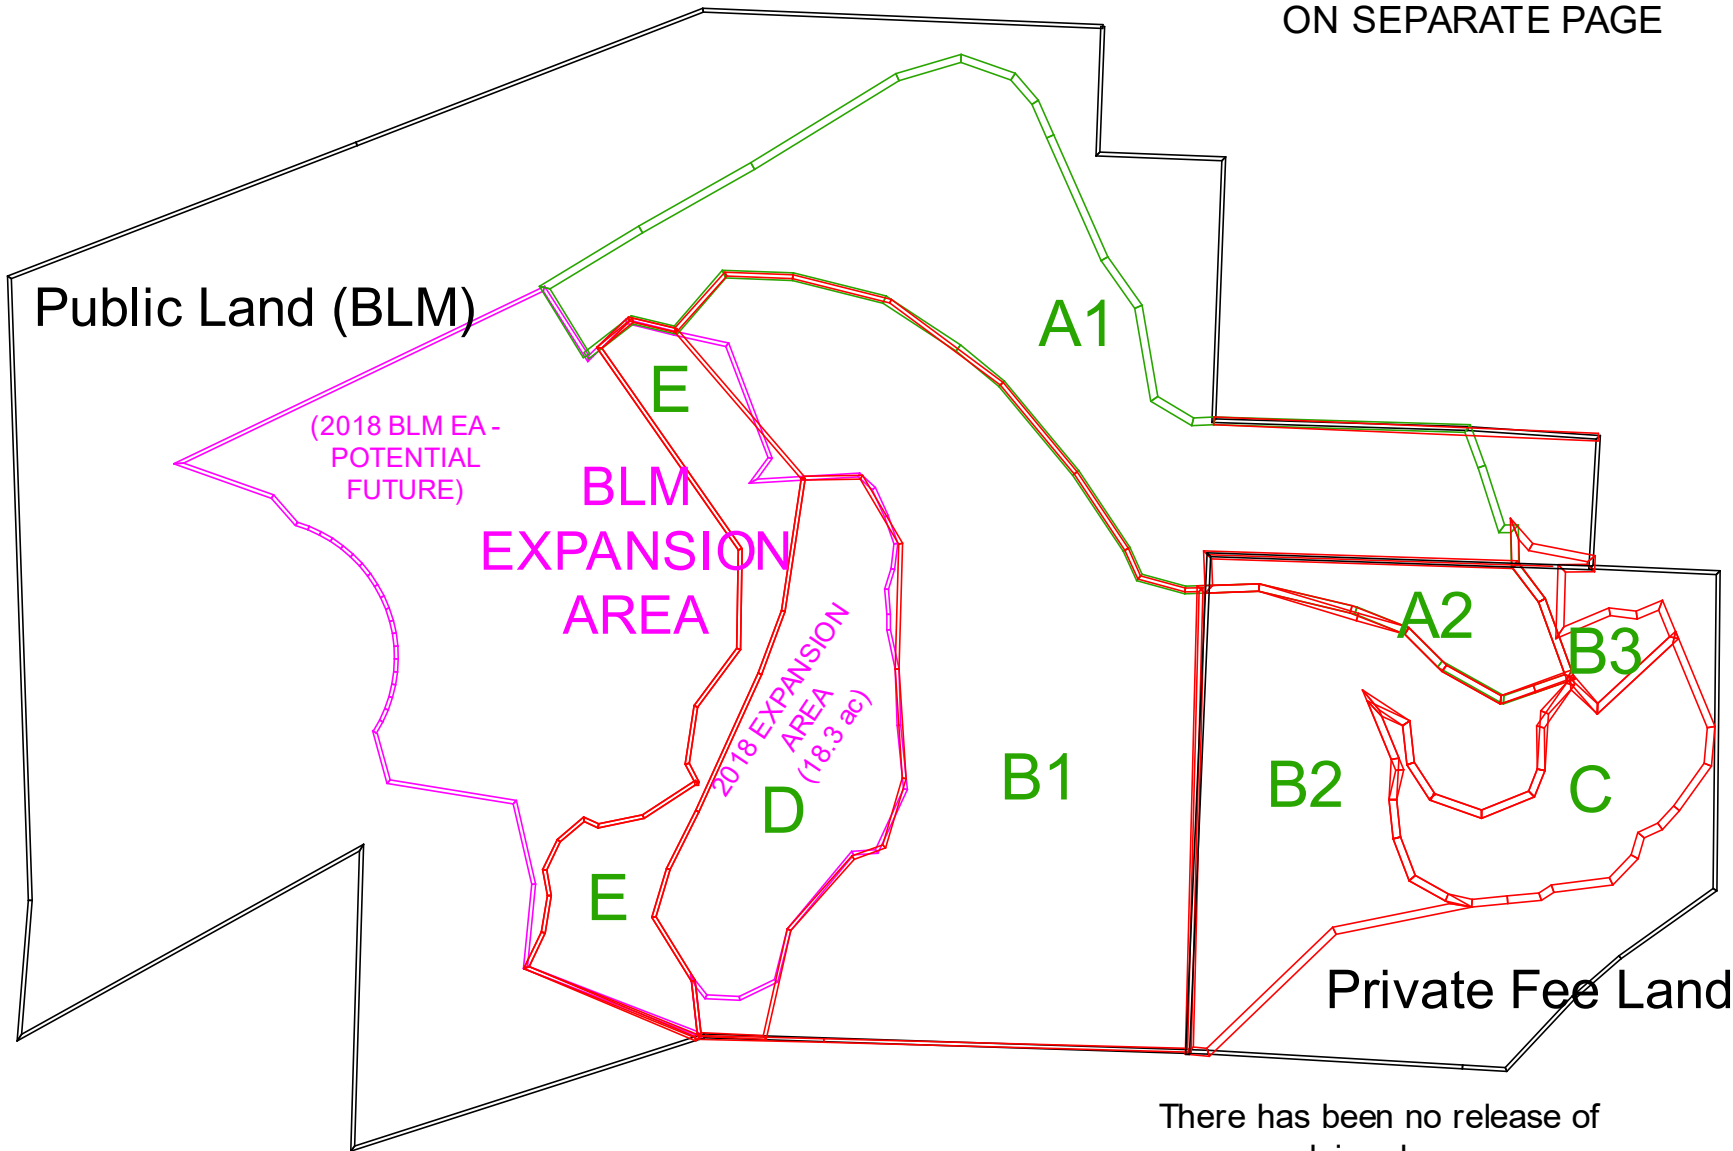 ON SEPARATE PAGE
Public Land (BLM)
A1
E
(2018 BLM EA -
POTENTIAL
FUTURE)
BLM
EXPANSION
AREA
2018 EXPANSION
AREA
(18.3 ac)
A2
B3
B1
B2
C
D
E
Private Fee Land
There has been no release of